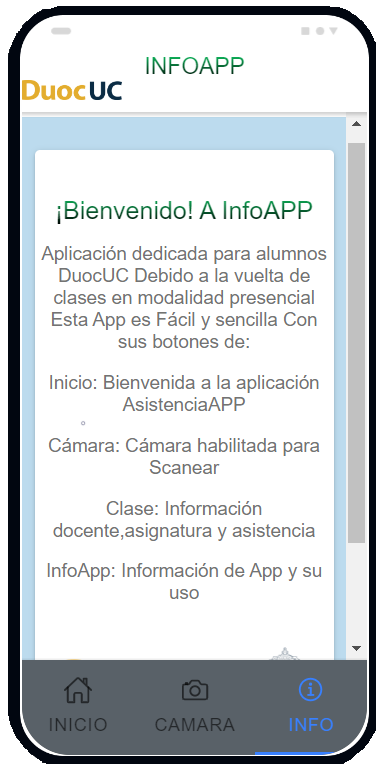 INFOAPP
DuocUC
¡Bienvenido! A InfoAPP
Aplicación dedicada para alumnos
DuocUC Debido a la vuelta de
clases en modalidad presencial
Esta App es Fácil y sencilla Con
sus botones de:
Inicio: Bienvenida a la aplicación
AsistenciaAPP
Cámara: Cámara habilitada para
Scanear
Clase: Información
docente,asignatura y asistencia
InfoApp: Información de App y su
uso
INICIO CAMARA INFO